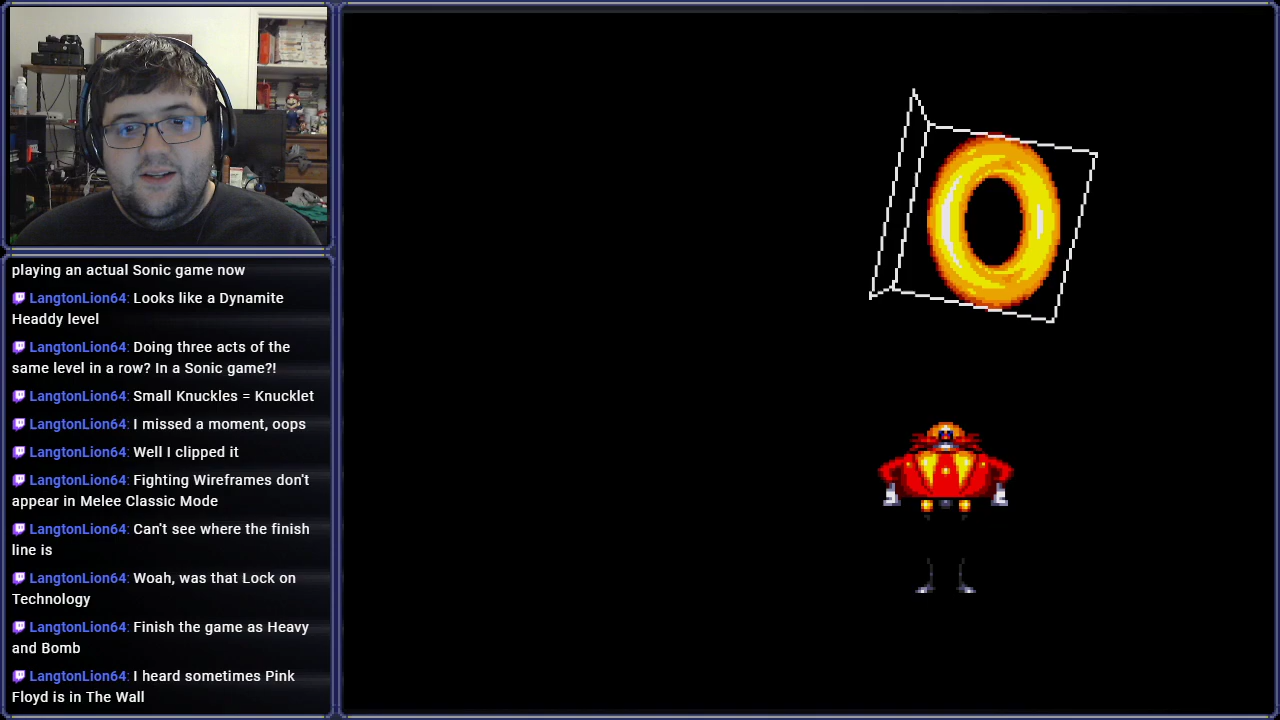 playing an actual Sonic game now
LangtonLion64: Looks like a Dynamite
Headdy level
LangtonLion64: Doing three acts of the
same level in a row? In a Sonic game?!
LangtonLion64: Small Knuckles = Knucklet
LangtonLion64: I missed a moment, oops
LangtonLion64: Well I clipped it
LangtonLion64: Fighting Wireframes don't
appear in Melee Classic Mode
LangtonLion64: Can't see where the finish
line is
LangtonLion64: Woah, was that Lock on
Technology
LangtonLion64: Finish the game as Heavy
and Bomb
LangtonLion64: I heard sometimes Pink
Floyd is in The Wall